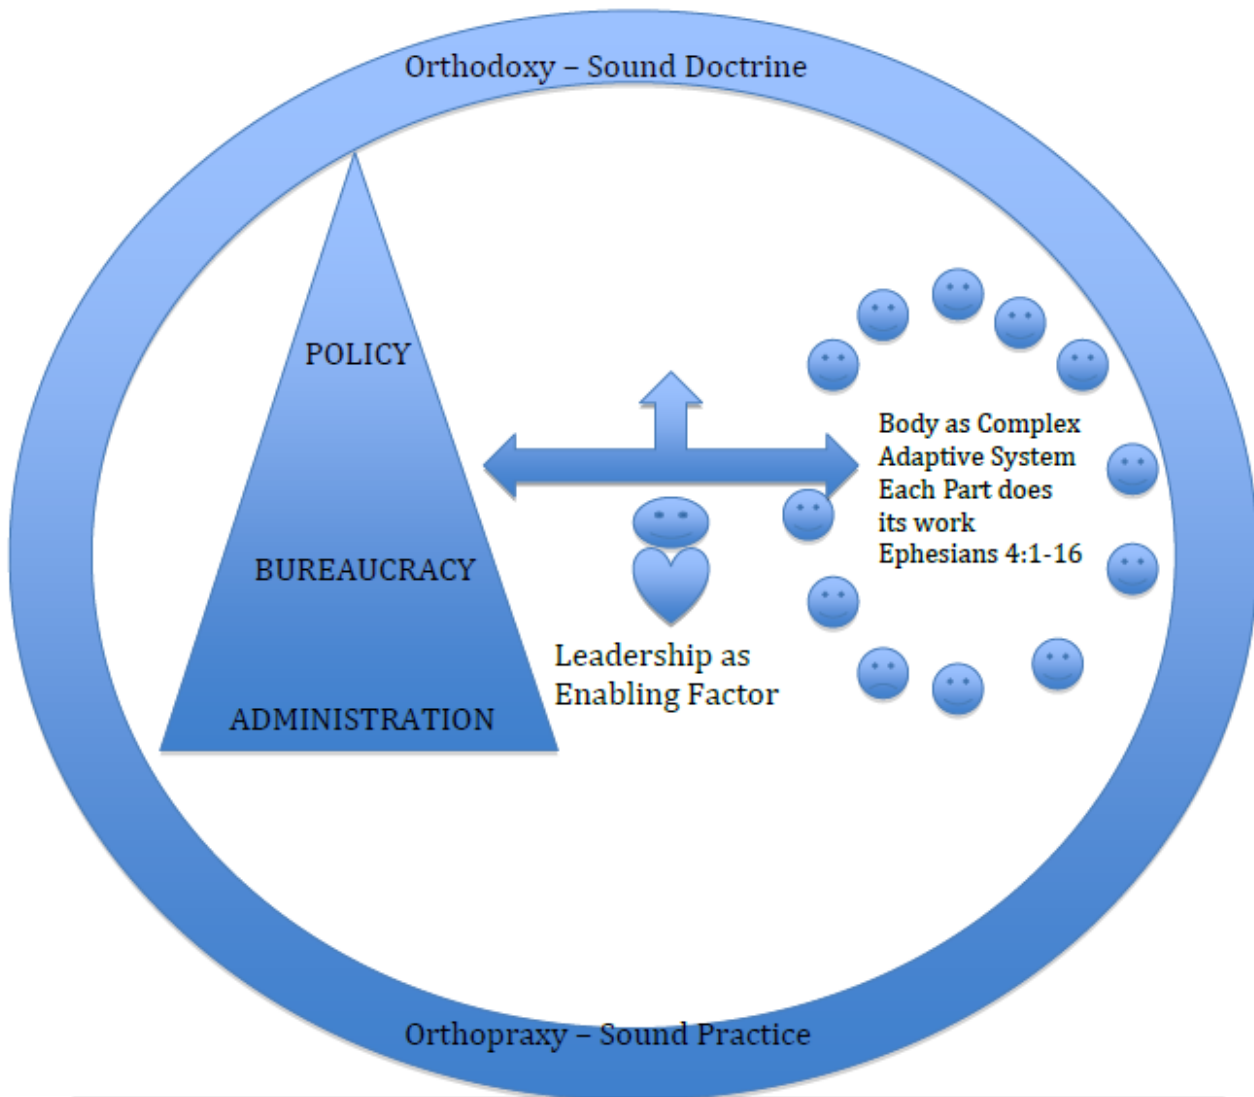 Orthodoxy – Sound Doctrine
POLICY
BUREAUCRACY
ADMINISTRATION
Leadership as
Enabling Factor
Body as Complex
Adaptive System
Each Part does
its work
Ephesians 4:1-16
Orthopraxy – Sound Practice